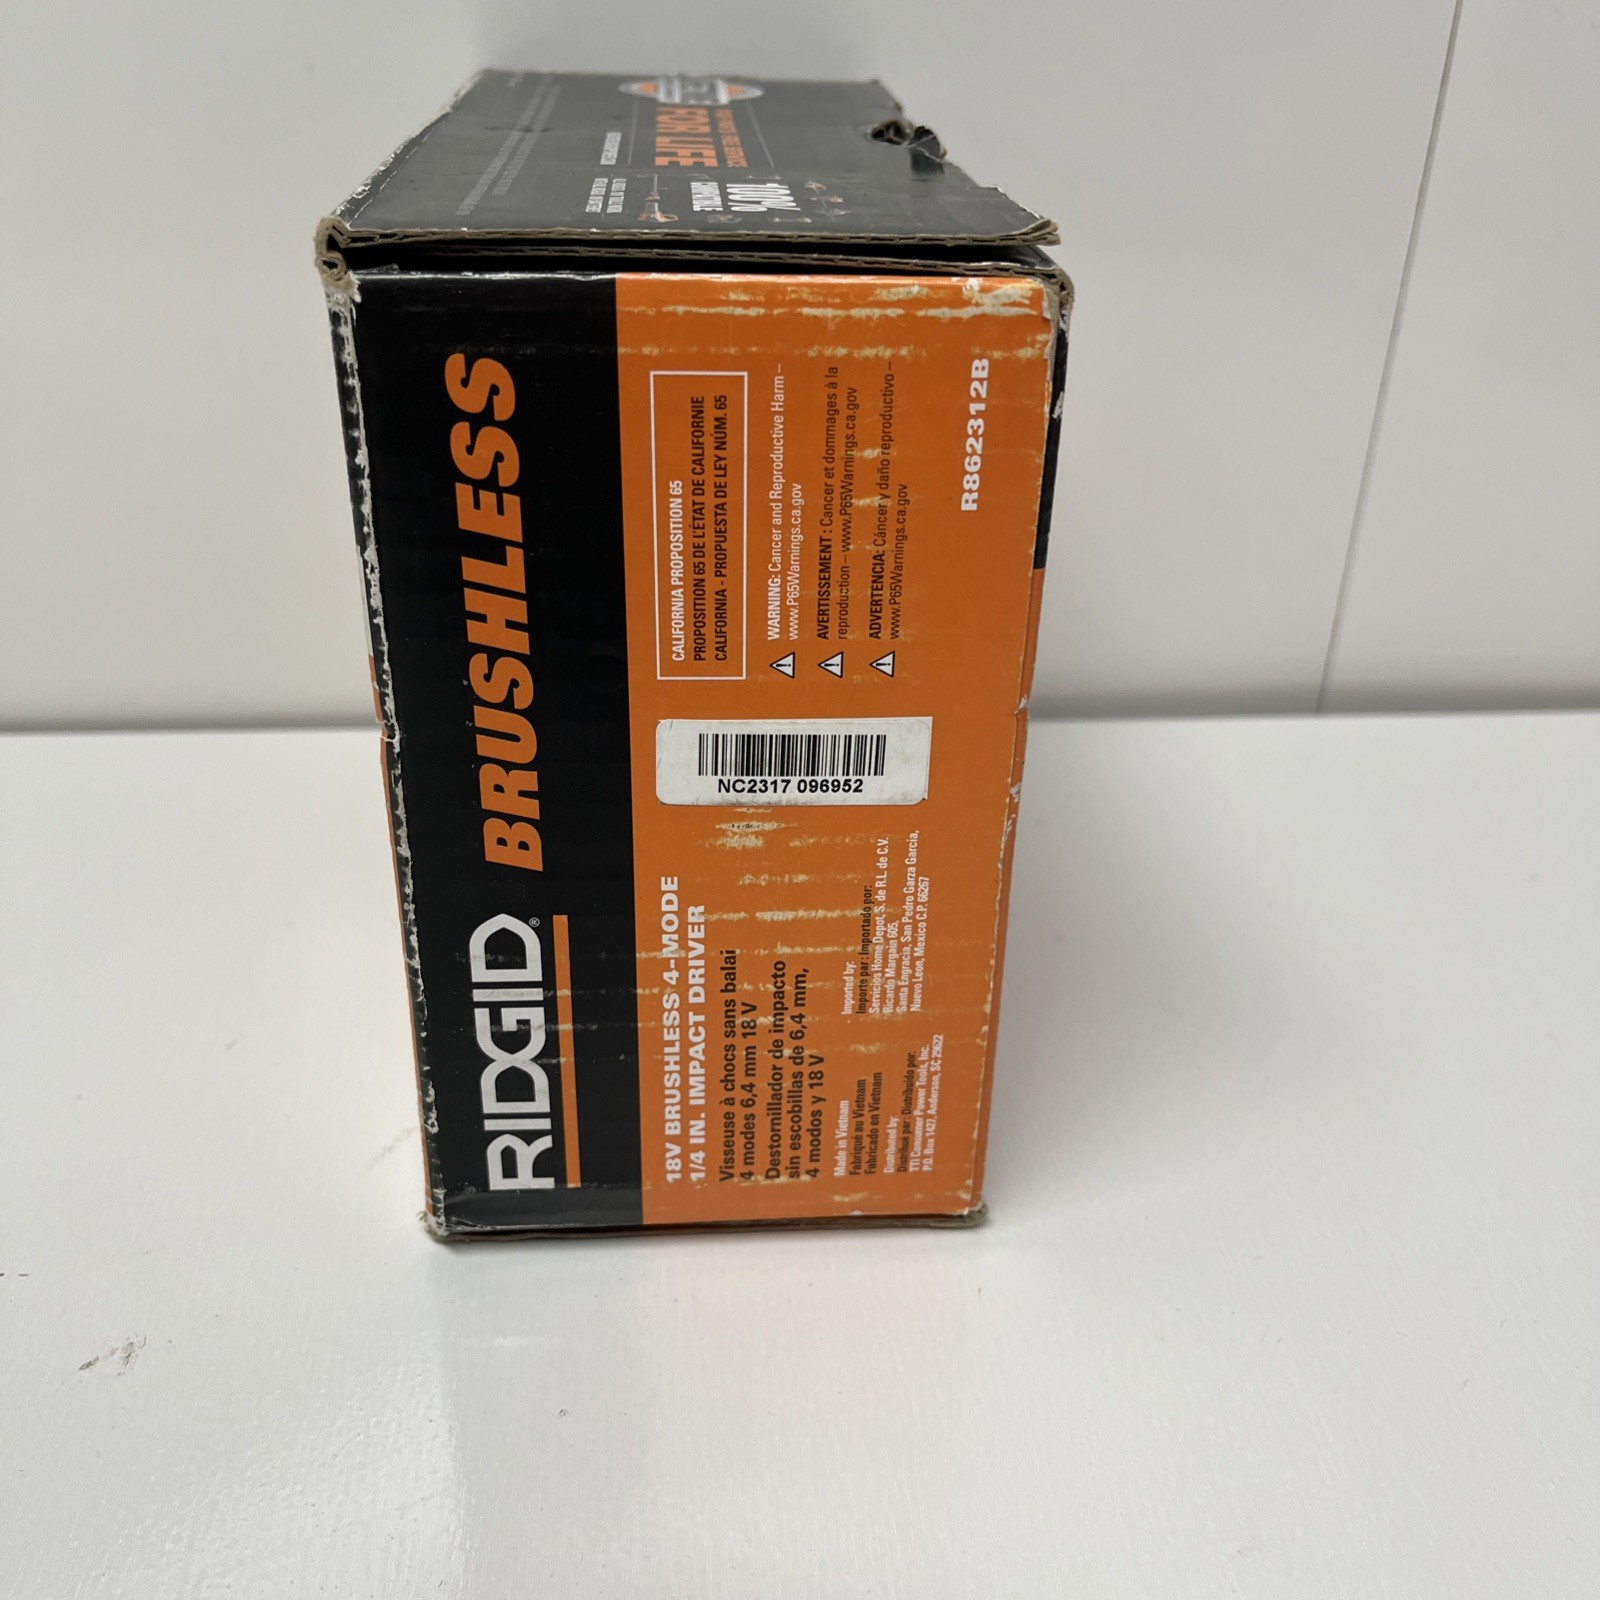 FOR LIFE
100%
RIDGID®
BRUSHLESS
18V BRUSHLESS 4-MODE
1/4 IN. IMPACT DRIVER
Visseuse à chocs sans balai
4 modes 6,4 mm 18 V
Destornillador de impacto
sin escobillas de 6,4 mm,
4 modos y 18 V
Made in Vietnam
Fabriqué au Vietnam
Fabricado en Vietnam
Distributed by:
Distribué par : Distribuido por:
TTI Consumer Power Tools, Inc.
P.O. Box 1427, Anderson, SC 29622
Imported by:
Importé par : Importado por:
Servicios Home Depot, S. de R.L. de C.V.
Ricardo Margain 605,
Santa Engracia, San Pedro Garza Garcia,
Nuevo Leon, Mexico C.P. 66267
NC2317 096952
CALIFORNIA PROPOSITION 65
PROPOSITION 65 DE L'ÉTAT DE CALIFORNIE
CALIFORNIA - PROPUESTA DE LEY NÚM. 65
WARNING: Cancer and Reproductive Harm –
www.P65Warnings.ca.gov
AVERTISSEMENT : Cancer et dommages à la
reproduction – www.P65Warnings.ca.gov
ADVERTENCIA: Cáncer y daño reproductivo –
www.P65Warnings.ca.gov
R862312B